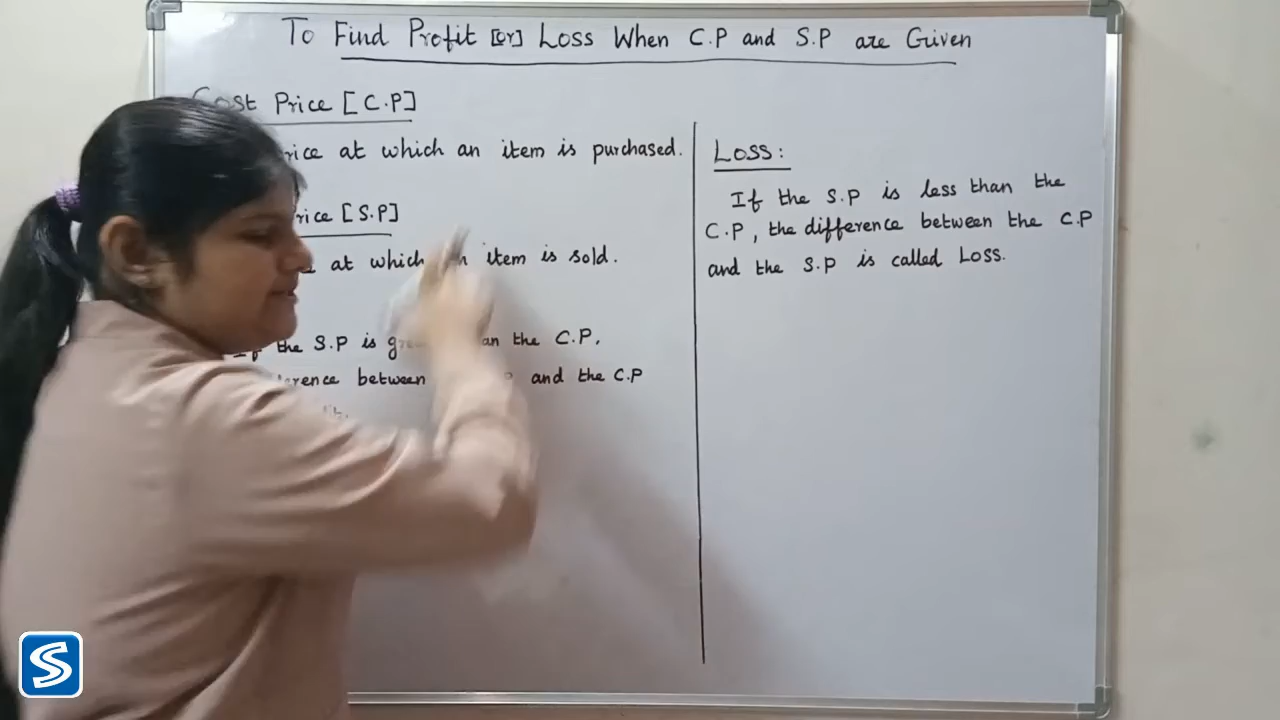 To Find Profit [or] Loss When C.P and S.P are Given
Cost Price [C.P]
rice at which an item is purchased.
rice [S.P]
at which item is sold.
If the S.P is the C.P,
between and the C.P
Loss:
If the S.P is less than the
C.P, the difference between the C.P
and the S.P is called Loss.
S